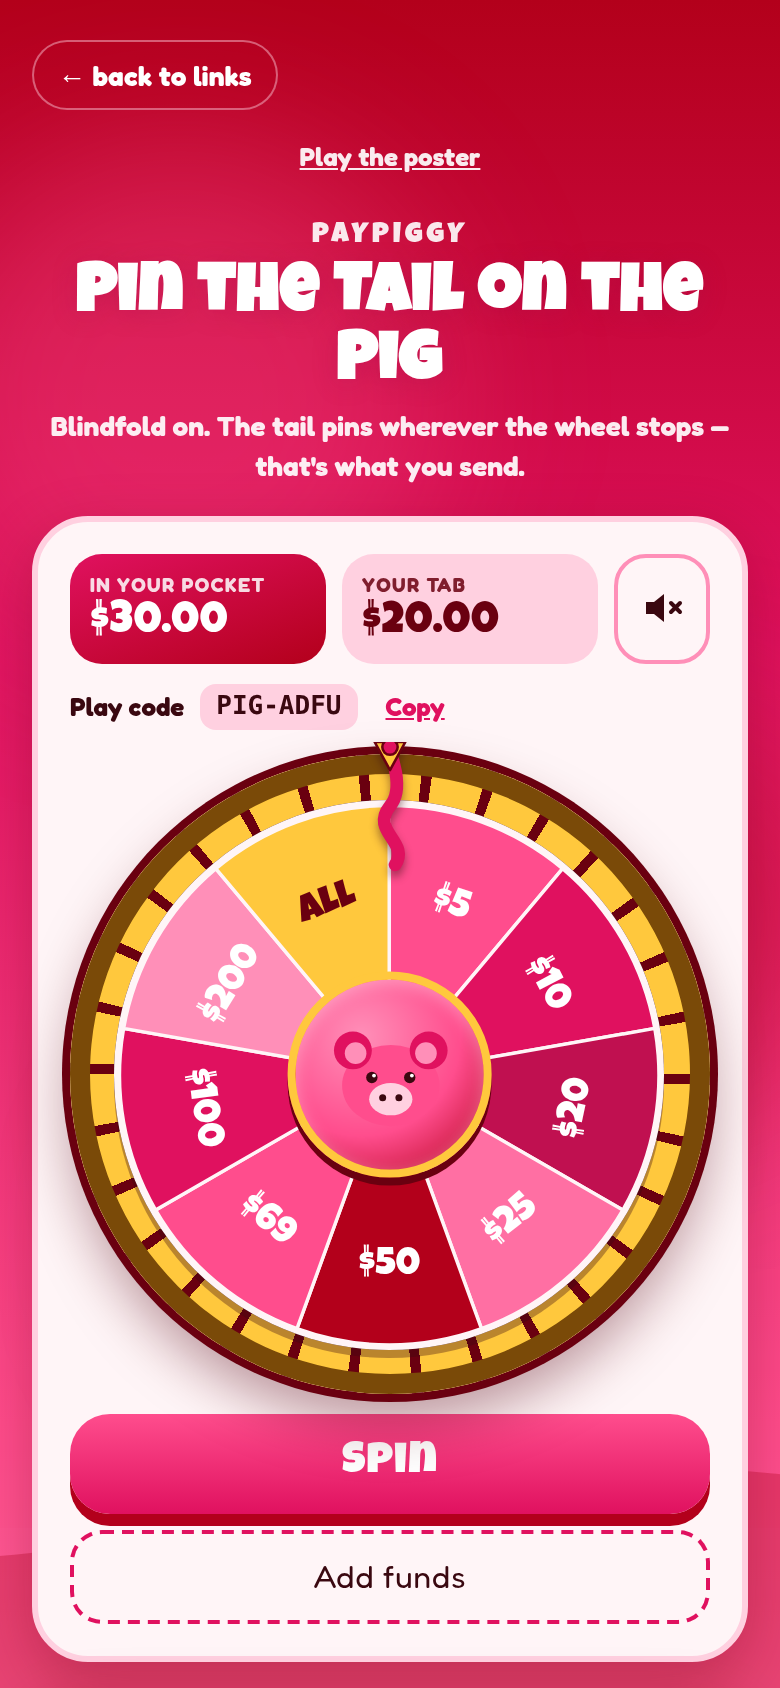 ← back to links
Play the poster
PAYPIGGY
Pin the Tail on the
Pig
Blindfold on. The tail pins wherever the wheel stops —
that's what you send.
IN YOUR POCKET
$30.00
YOUR TAB
$20.00
Play code
PIG-ADFU
Copy
ALL
$5
$10
$20
$25
$50
$69
$100
$200
Spin
Add funds